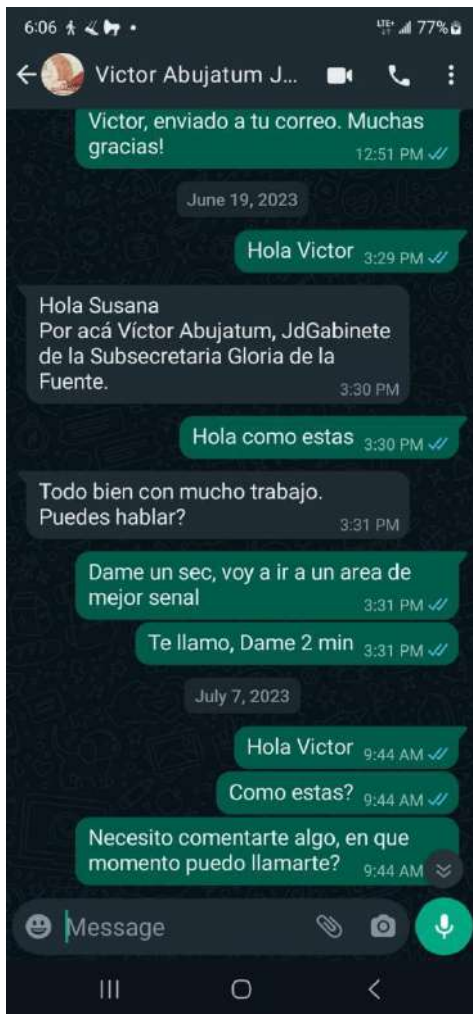 6:06
LTE+ 77%
Victor Abujatum J...
Victor, enviado a tu correo. Muchas
gracias!
12:51 PM
June 19, 2023
Hola Victor 3:29 PM
Hola Susana
Por acá Víctor Abujatum, JdGabinete
de la Subsecretaria Gloria de la
Fuente.
3:30 PM
Hola como estas 3:30 PM
Todo bien con mucho trabajo.
Puedes hablar?
3:31 PM
Dame un sec, voy a ir a un area de
mejor senal
3:31 PM
Te llamo, Dame 2 min 3:31 PM
July 7, 2023
Hola Victor 9:44 AM
Como estas? 9:44 AM
Necesito comentarte algo, en que
momento puedo llamarte? 9:44 AM
Message